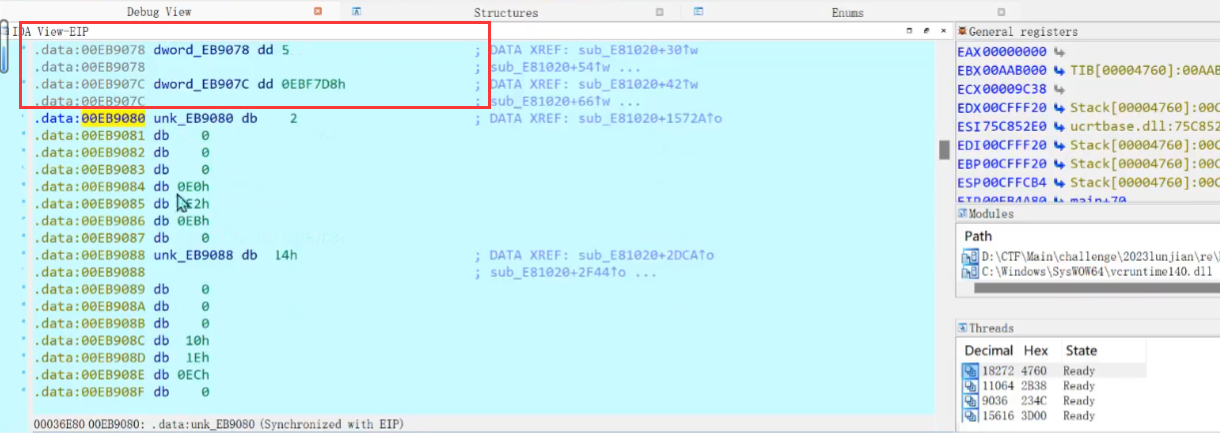 Debug View
Structures
Enums
IDA View-EIP
.data:00EB9078 dword_EB9078 dd 5 ; DATA XREF: sub_E81020+30↑w
.data:00EB9078 ; sub_E81020+54↑w ...
.data:00EB907C dword_EB907C dd 0EBF7D8h ; DATA XREF: sub_E81020+42↑w
.data:00EB907C ; sub_E81020+66↑w ...
.data:00EB9080 unk_EB9080 db 2 ; DATA XREF: sub_E81020+1572A↑o
.data:00EB9081 db 0
.data:00EB9082 db 0
.data:00EB9083 db 0
.data:00EB9084 db 0E0h
.data:00EB9085 db E2h
.data:00EB9086 db 0EBh
.data:00EB9087 db 0
.data:00EB9088 unk_EB9088 db 14h ; DATA XREF: sub_E81020+2DCA↑o
.data:00EB9088 ; sub_E81020+2F44↑o ...
.data:00EB9089 db 0
.data:00EB908A db 0
.data:00EB908B db 0
.data:00EB908C db 10h
.data:00EB908D db 1Eh
.data:00EB908E db 0ECh
.data:00EB908F db 0
00036E80 00EB9080: .data:unk_EB9080 (Synchronized with EIP)
General registers
EAX 00000000
EBX 00AAB000 TIB[00004760]:00AAB
ECX 00009C38
EDX 00CFFF20 Stack[00004760]:00C
ESI 75C852E0 ucrtbase.dll:75C852
EDI 00CFFF20 Stack[00004760]:00C
EBP 00CFFF20 Stack[00004760]:00C
ESP 00CFFCB4 Stack[00004760]:00C
EIP 00EB4A80 main+70
Modules
Path
D:\CTF\Main\challenge\2023lunjian\re\
C:\Windows\SysWOW64\vcruntime140.dll
Threads
Decimal Hex State
18272 4760 Ready
11064 2B38 Ready
9036 234C Ready
15616 3D00 Ready